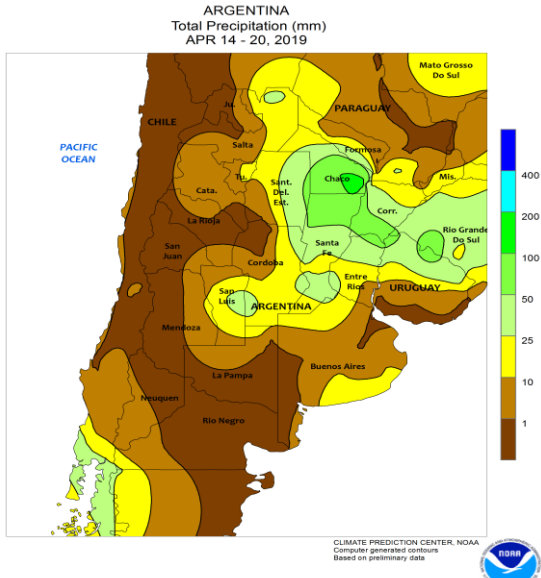 ARGENTINA
Total Precipitation (mm)
APR 14 - 20, 2019
Mato Grosso
Do Sul
Ju.
PARAGUAY
CHILE
PACIFIC
OCEAN
Salta
Formosa
Tu.
Sant.
Del.
Est.
Chaco
Mis.
Cata.
Corr.
La Rioja
Rio Grande
Do Sul
San
Juan
Santa
Fe
Cordoba
Entre
Rios
URUGUAY
San
Luis
ARGENTINA
Mendoza
La Pampa
Buenos Aires
Neuquen
Rio Negro
400
200
100
50
25
10
1
CLIMATE PREDICTION CENTER, NOAA
Computer generated contours
Based on preliminary data
NOAA